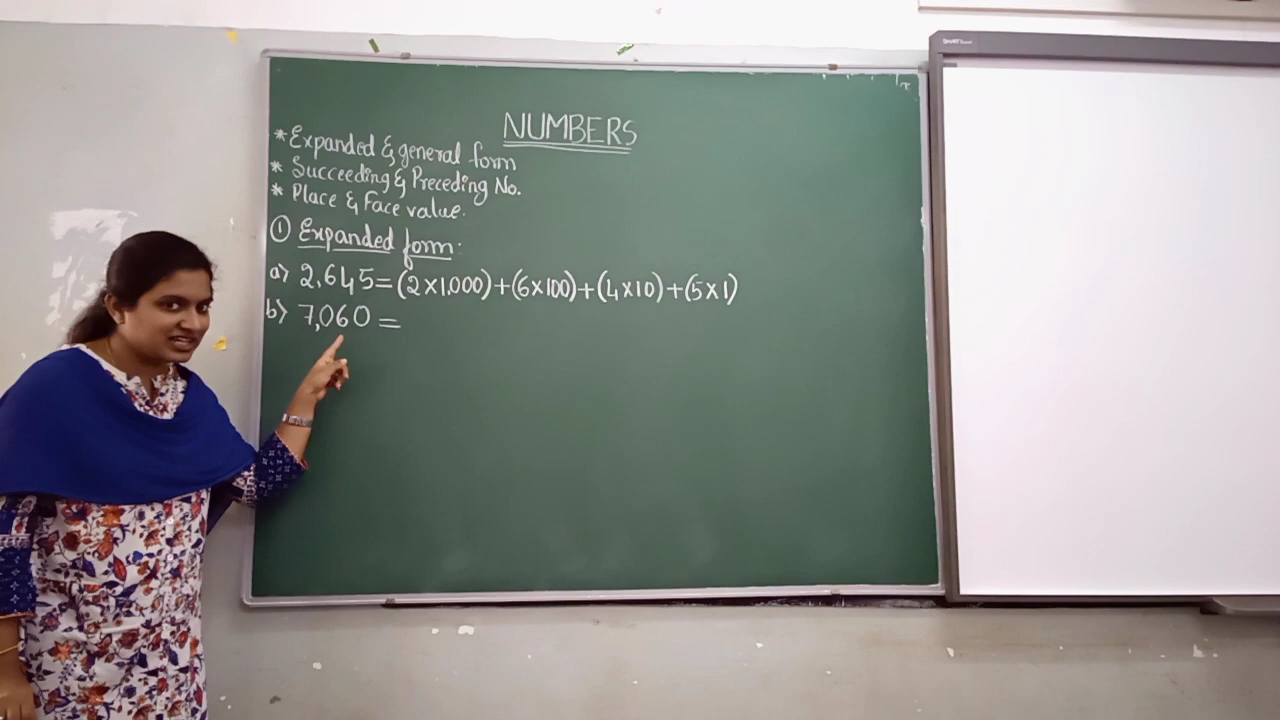 NUMBERS
* Expanded & general form
* Succeeding & Preceding No.
* Place & Face value.
① Expanded form:
a) 2,645=(2×1,000)+(6×100)+(4×10)+(5×1)
b) 7,060=